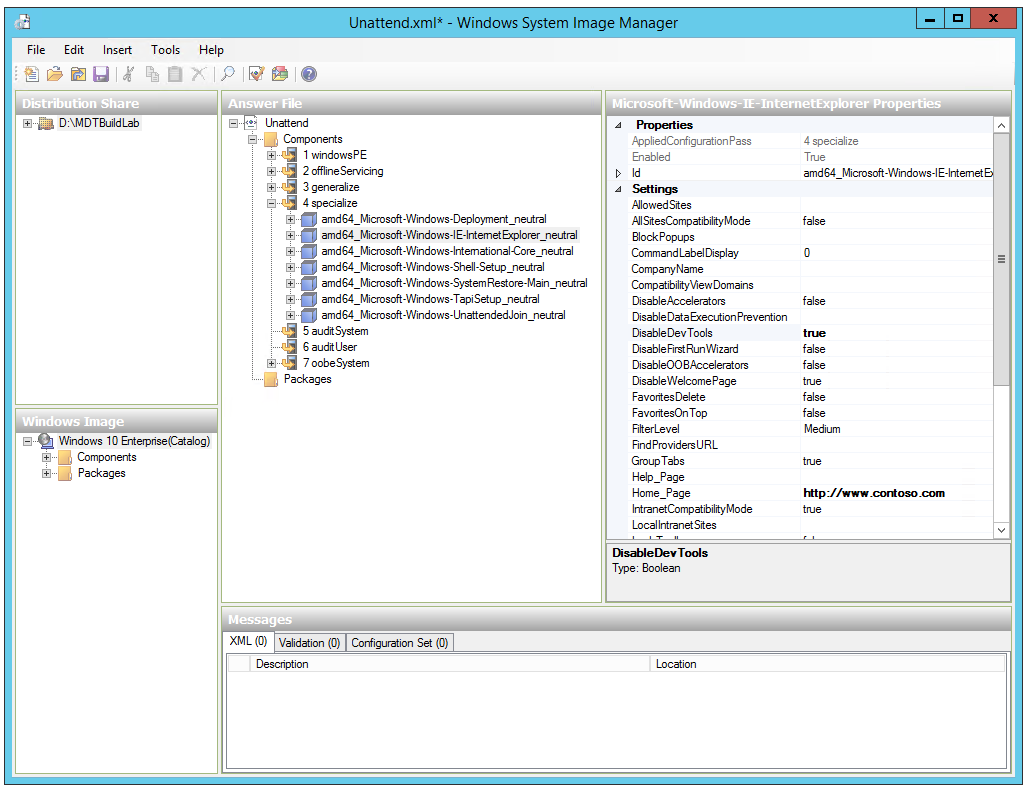 Unattend.xml* - Windows System Image Manager
File Edit Insert Tools Help
Distribution Share
D:\MDTBuildLab
Windows Image
Windows 10 Enterprise(Catalog)
Components
Packages
Answer File
Unattend
Components
1 windowsPE
2 offlineServicing
3 generalize
4 specialize
amd64_Microsoft-Windows-Deployment_neutral
amd64_Microsoft-Windows-IE-InternetExplorer_neutral
amd64_Microsoft-Windows-International-Core_neutral
amd64_Microsoft-Windows-Shell-Setup_neutral
amd64_Microsoft-Windows-SystemRestore-Main_neutral
amd64_Microsoft-Windows-TapiSetup_neutral
amd64_Microsoft-Windows-UnattendedJoin_neutral
5 auditSystem
6 auditUser
7 oobeSystem
Packages
Microsoft-Windows-IE-InternetExplorer Properties
Properties
AppliedConfigurationPass 4 specialize
Enabled True
Id amd64_Microsoft-Windows-IE-InternetEx
Settings
AllowedSites
AllSitesCompatibilityMode false
BlockPopups
CommandLabelDisplay 0
CompanyName
CompatibilityViewDomains
DisableAccelerators false
DisableDataExecutionPrevention
DisableDevTools true
DisableFirstRunWizard false
DisableOOBAccelerators false
DisableWelcomePage true
FavoritesDelete false
FavoritesOnTop false
FilterLevel Medium
FindProvidersURL
GroupTabs true
Help_Page
Home_Page http://www.contoso.com
IntranetCompatibilityMode true
LocalIntranetSites
DisableDevTools
Type: Boolean
Messages
XML (0) Validation (0) Configuration Set (0)
Description Location